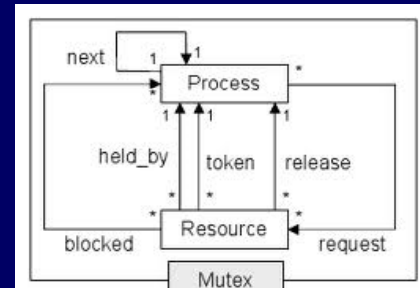 next 1 1
Process *
*
1 1 1
held_by token release
* * *
* Resource *
blocked request
Mutex